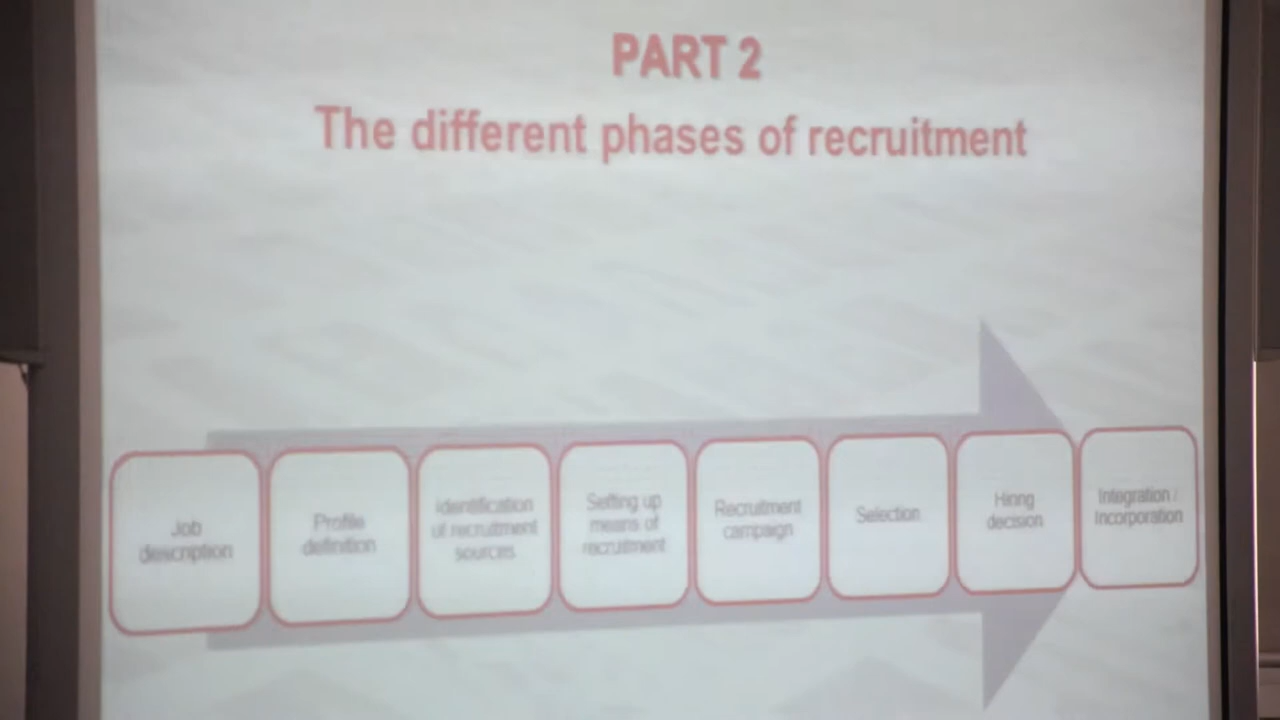 PART 2
The different phases of recruitment
Job
description
Profile
definition
Identification
of recruitment
sources
Setting up
means of
recruitment
Recruitment
campaign
Selection
Hiring
decision
Integration /
Incorporation